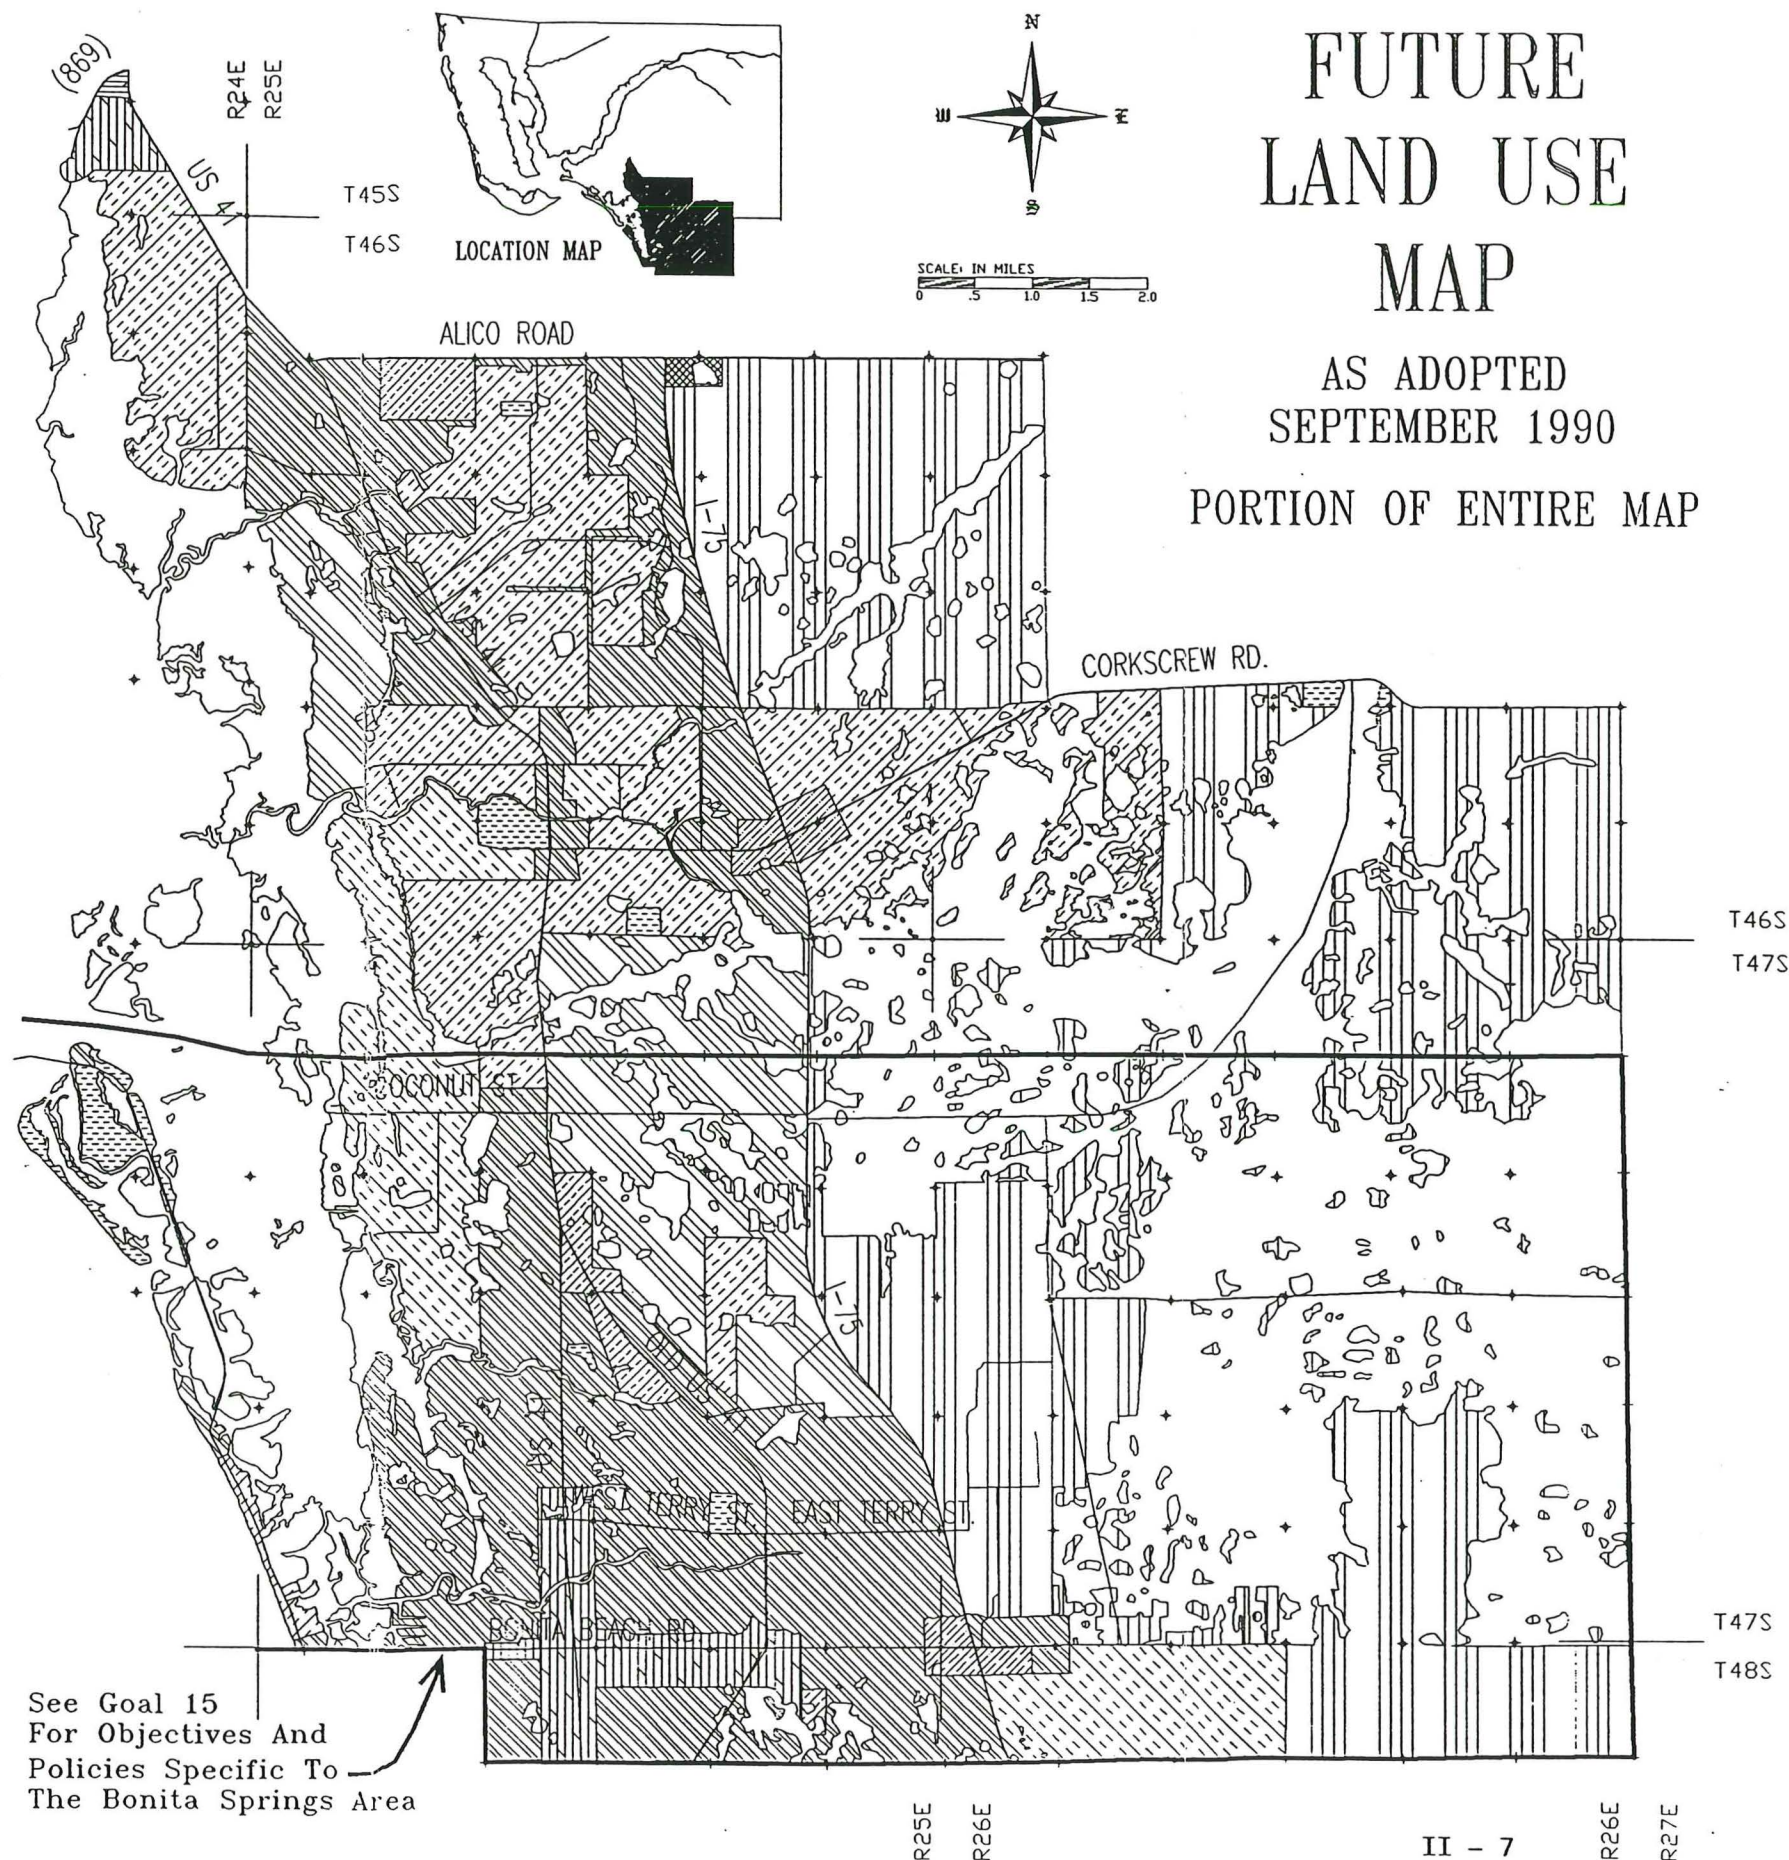 FUTURE
LAND USE
MAP
AS ADOPTED
SEPTEMBER 1990
PORTION OF ENTIRE MAP
N
W E
S
SCALE: IN MILES
0 .5 1.0 1.5 2.0
LOCATION MAP
(869)
R24E
R25E
US 41
T45S
T46S
ALICO ROAD
I-75
CORKSCREW RD.
T46S
T47S
COCONUT ST.
I-75
US 41
WEST TERRY ST. EAST TERRY ST.
BONITA BEACH RD.
T47S
T48S
See Goal 15
For Objectives And
Policies Specific To
The Bonita Springs Area
R25E
R26E
R26E
R27E
II - 7